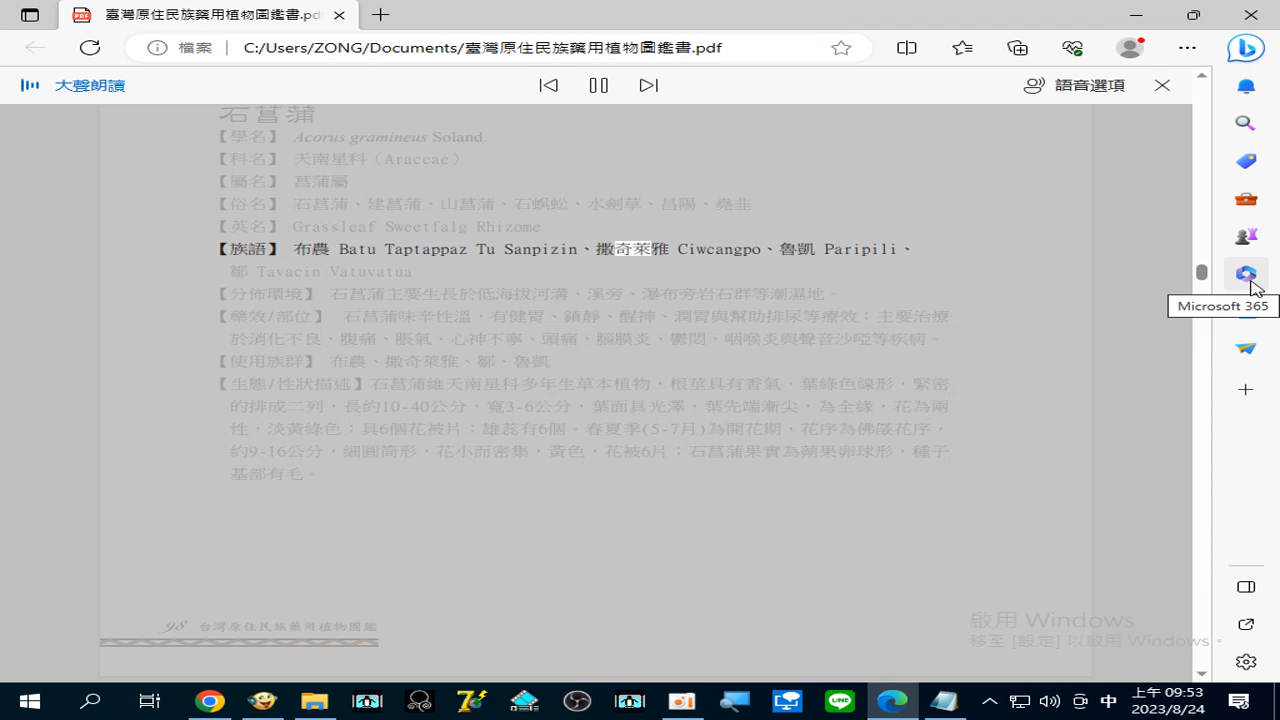 臺灣原住民族藥用植物圖鑑書.pdf
檔案 C:/Users/ZONG/Documents/臺灣原住民族藥用植物圖鑑書.pdf
大聲朗讀
語音選項
石菖蒲
【學名】 Acorus gramineus Soland.
【科名】 天南星科（Araceae）
【屬名】 菖蒲屬
【俗名】 石菖蒲、建菖蒲、山菖蒲、石蜈蚣、水劍草、昌陽、堯韭
【英名】 Grassleaf Sweetfalg Rhizome
【族語】 布農 Batu Taptappaz Tu Sanpizin、撒奇萊雅 Ciwcangpo、魯凱 Paripili、
鄒 Tavacin Vatuvatua
【分佈環境】 石菖蒲主要生長於低海拔河溝、溪旁、瀑布旁岩石群等潮濕地。
【藥效/部位】 石菖蒲味辛性溫，有健胃、鎮靜、醒神、潤胃與幫助排尿等療效；主要治療
於消化不良、腹痛、脹氣、心神不寧、頭痛，腦膜炎、鬱悶、咽喉炎與聲音沙啞等疾病。
【使用族群】 布農、撒奇萊雅、鄒、魯凱
【生態/性狀描述】石菖蒲維天南星科多年生草本植物，根莖具有香氣，葉綠色線形，緊密
的排成二列，長約10-40公分，寬3-6公分，葉面具光澤，葉先端漸尖，為全緣，花為兩
性，淡黃綠色；具6個花被片；雄蕊有6個。春夏季(5-7月)為開花期、花序為佛燄花序，
約9-16公分，細圓筒形，花小而密集，黃色，花被6片；石菖蒲果實為蒴果卵球形，種子
基部有毛。
98 台灣原住民族藥用植物圖鑑
Microsoft 365
啟用 Windows
移至 [設定] 以啟用 Windows。
中
上午 09:53
2023/8/24